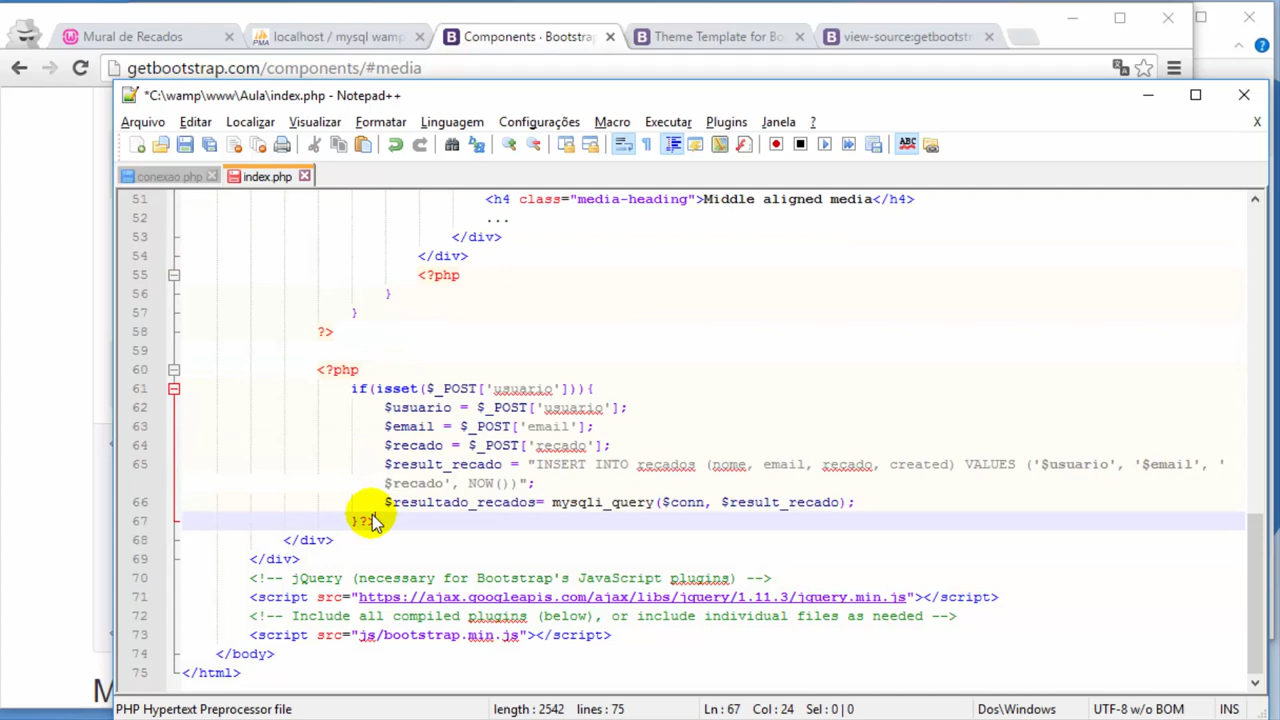 Mural de Recados
localhost / mysql wamp
Components · Bootstrap
Theme Template for Bo
view-source:getbootstr
getbootstrap.com/components/#media
*C:\wamp\www\Aula\index.php - Notepad++
Arquivo Editar Localizar Visualizar Formatar Linguagem Configurações Macro Executar Plugins Janela ? X
conexao.php index.php
51 <h4 class="media-heading">Middle aligned media</h4>
52 ...
53 </div>
54 </div>
55 <?php
56 }
57 }
58 ?>
59
60 <?php
61 if(isset($_POST['usuario'])){
62 $usuario = $_POST['usuario'];
63 $email = $_POST['email'];
64 $recado = $_POST['recado'];
65 $result_recado = "INSERT INTO recados (nome, email, recado, created) VALUES ('$usuario', '$email', '
$recado', NOW())";
66 $resultado_recados= mysqli_query($conn, $result_recado);
67 }?>
68 </div>
69 </div>
70 <!-- jQuery (necessary for Bootstrap's JavaScript plugins) -->
71 <script src="https://ajax.googleapis.com/ajax/libs/jquery/1.11.3/jquery.min.js"></script>
72 <!-- Include all compiled plugins (below), or include individual files as needed -->
73 <script src="js/bootstrap.min.js"></script>
74 </body>
75 </html>
M
PHP Hypertext Preprocessor file length : 2542 lines : 75 Ln : 67 Col : 24 Sel : 0 | 0 Dos\Windows UTF-8 w/o BOM INS